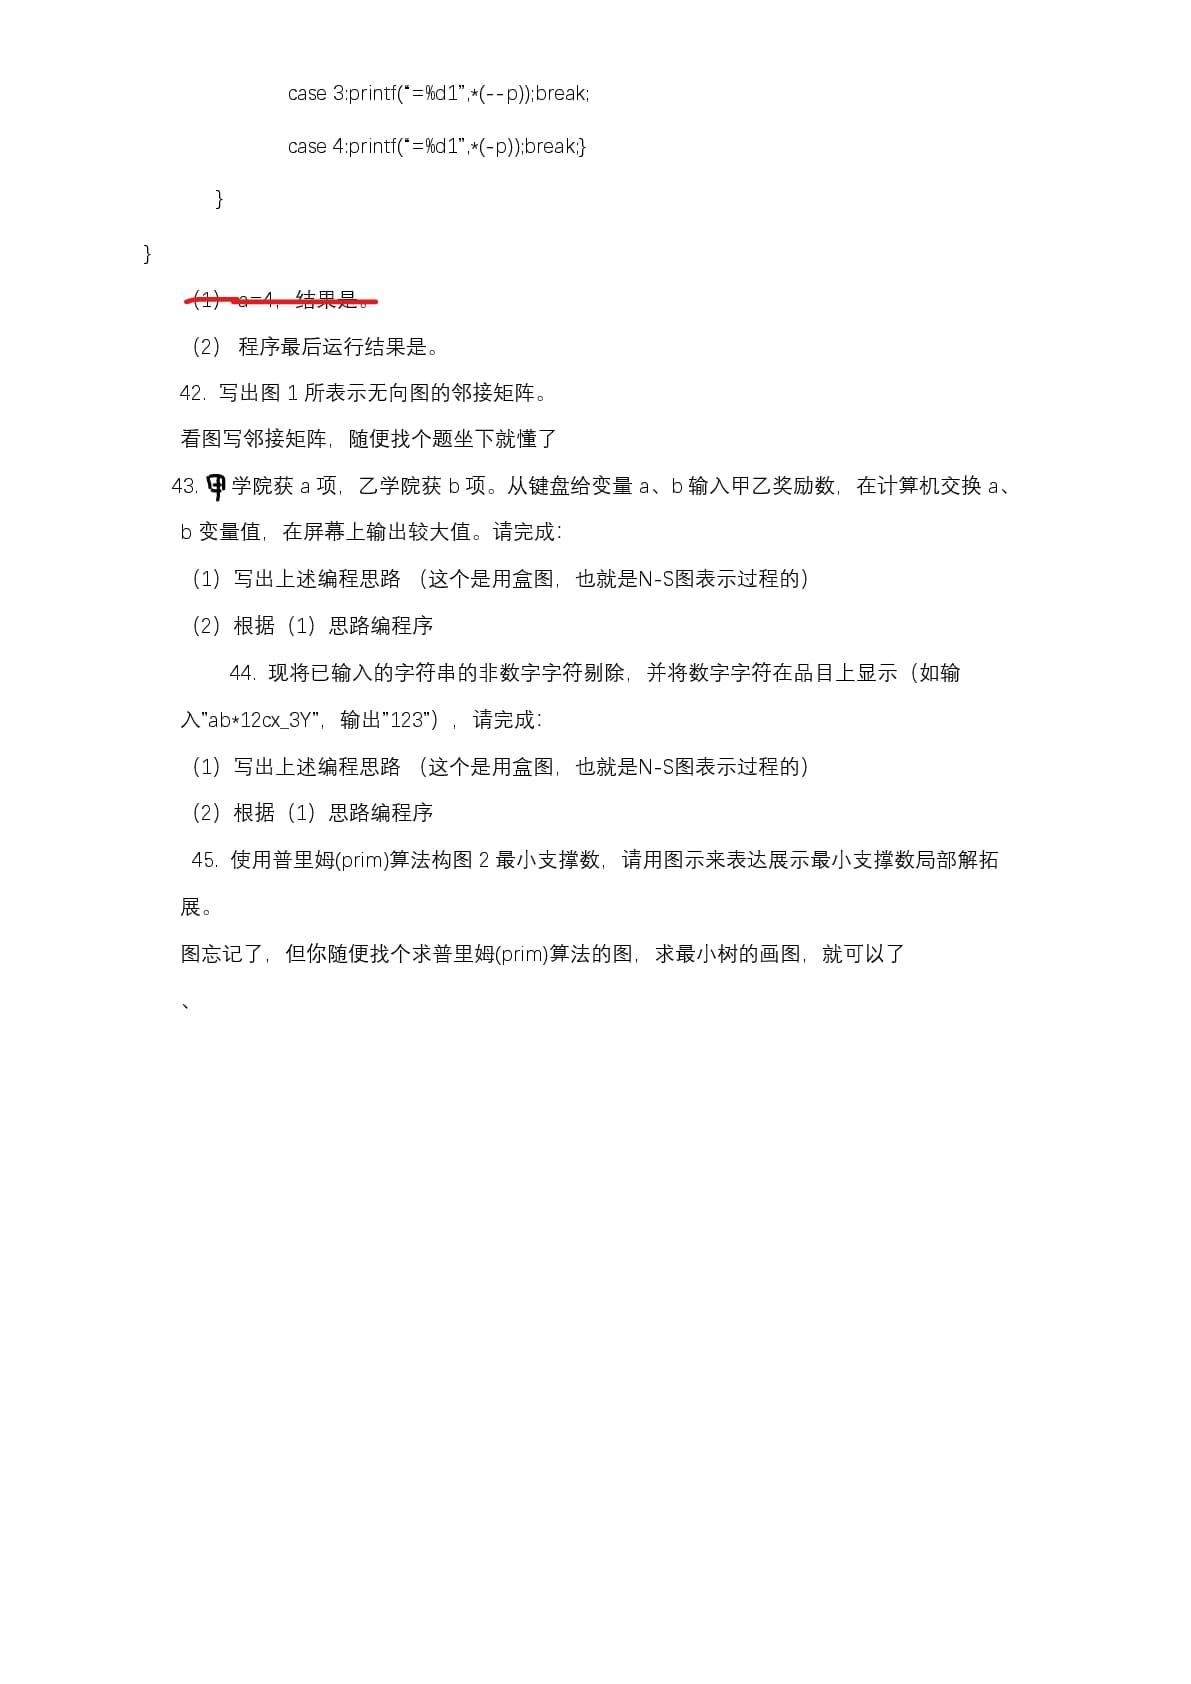 case 3:printf(“=%d1”,*(--p));break;
case 4:printf(“=%d1”,*(-p));break;}
}
}
（1） a=4，结果是。
（2） 程序最后运行结果是。
42. 写出图 1 所表示无向图的邻接矩阵。
看图写邻接矩阵，随便找个题坐下就懂了
43. 甲学院获 a 项，乙学院获 b 项。从键盘给变量 a、b 输入甲乙奖励数，在计算机交换 a、
b 变量值，在屏幕上输出较大值。请完成：
（1）写出上述编程思路 （这个是用盒图，也就是N-S图表示过程的）
（2）根据（1）思路编程序
44. 现将已输入的字符串的非数字字符剔除，并将数字字符在品目上显示（如输
入”ab*12cx_3Y”，输出”123”），请完成：
（1）写出上述编程思路 （这个是用盒图，也就是N-S图表示过程的）
（2）根据（1）思路编程序
45. 使用普里姆(prim)算法构图 2 最小支撑数，请用图示来表达展示最小支撑数局部解拓
展。
图忘记了，但你随便找个求普里姆(prim)算法的图，求最小树的画图，就可以了
、